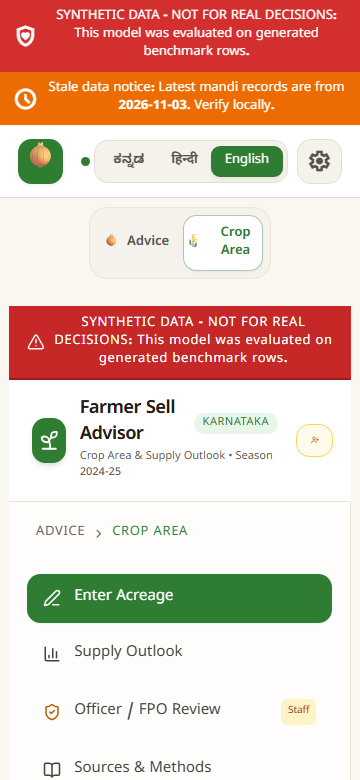 SYNTHETIC DATA - NOT FOR REAL DECISIONS:
This model was evaluated on generated
benchmark rows.
Stale data notice: Latest mandi records are from
2026-11-03. Verify locally.
ಕನ್ನಡ हिन्दी English
Advice Crop
Area
SYNTHETIC DATA - NOT FOR REAL
DECISIONS: This model was evaluated on
generated benchmark rows.
Farmer Sell
Advisor
KARNATAKA
Crop Area & Supply Outlook • Season
2024-25
ADVICE > CROP AREA
Enter Acreage
Supply Outlook
Officer / FPO Review Staff
Sources & Methods